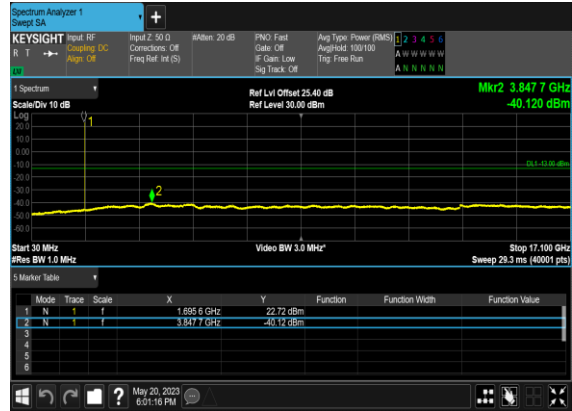 Spectrum Analyzer 1
Swept SA
+
KEYSIGHT Input: RF Input Z: 50 Ω #Atten: 20 dB PNO: Fast Avg Type: Power (RMS) 1 2 3 4 5 6
R T Coupling: DC Corrections: Off Gate: Off Avg|Hold: 100/100 A W W W W W
Align: Off Freq Ref: Int (S) IF Gain: Low Trig: Free Run
Sig Track: Off A N N N N N
1 Spectrum Ref Lvl Offset 25.40 dB Mkr2 3.847 7 GHz
Scale/Div 10 dB Ref Level 30.00 dBm -40.120 dBm
Log
1
20.0
10.0
0.00
-10.0 DL1 -13.00 dBm
-20.0
-30.0
2
-40.0
-50.0
-60.0
Start 30 MHz Video BW 3.0 MHz* Stop 17.100 GHz
#Res BW 1.0 MHz Sweep 29.3 ms (40001 pts)
5 Marker Table
Mode Trace Scale X Y Function Function Width Function Value
1 N 1 f 1.695 6 GHz 22.72 dBm
2 N 1 f 3.847 7 GHz -40.12 dBm
3
4
5
6
? May 20, 2023
6:01:16 PM